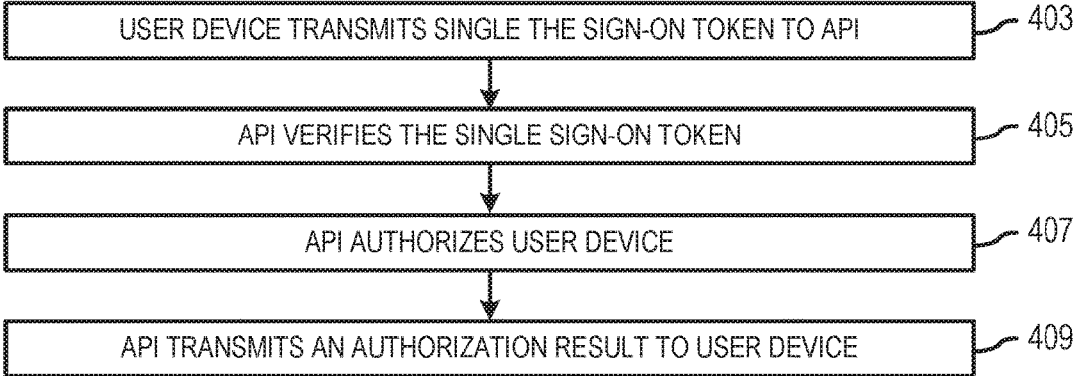 USER DEVICE TRANSMITS SINGLE THE SIGN-ON TOKEN TO API 403
API VERIFIES THE SINGLE SIGN-ON TOKEN 405
API AUTHORIZES USER DEVICE 407
API TRANSMITS AN AUTHORIZATION RESULT TO USER DEVICE 409